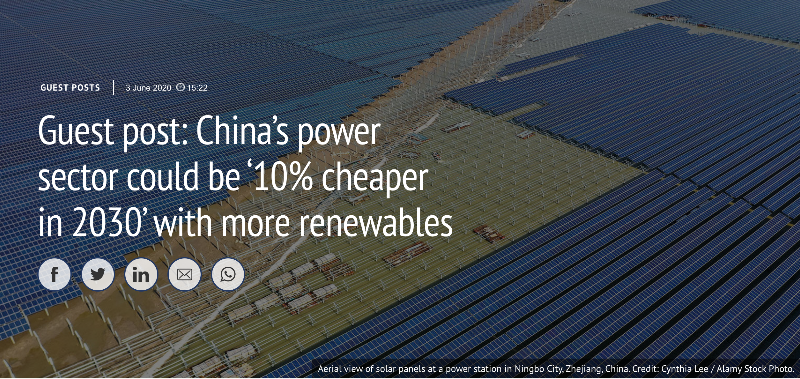 GUEST POSTS 3 June 2020 15:22
Guest post: China's power
sector could be '10% cheaper
in 2030' with more renewables
f in
Aerial view of solar panels at a power station in Ningbo City, Zhejiang, China. Credit: Cynthia Lee / Alamy Stock Photo.